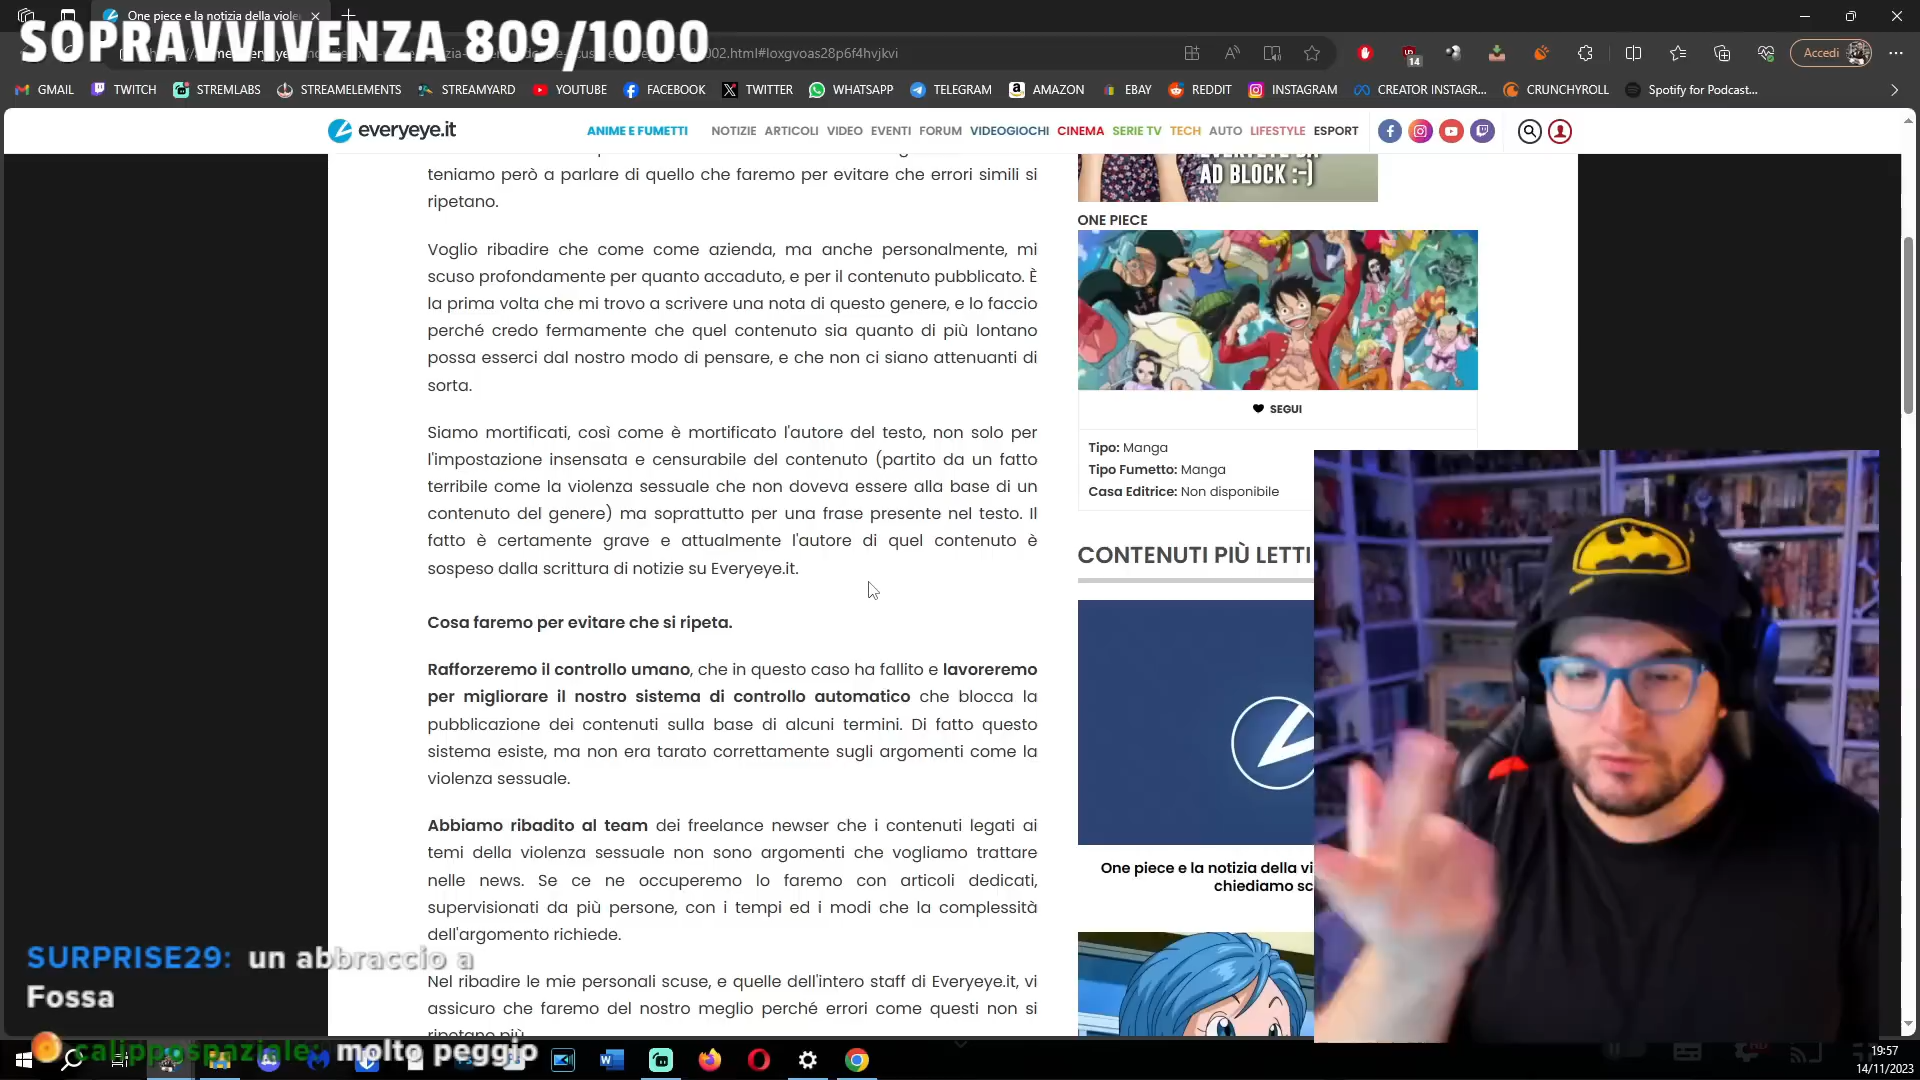 One piece e la notizia della viole
SOPRAVVIVENZA 809/1000
002.html#loxgvoas28p6f4hvjkvi
14
Accedi
GMAIL TWITCH STREMLABS STREAMELEMENTS STREAMYARD YOUTUBE FACEBOOK TWITTER WHATSAPP TELEGRAM AMAZON EBAY REDDIT INSTAGRAM CREATOR INSTAGR... CRUNCHYROLL Spotify for Podcast...
everyeye.it
ANIME E FUMETTI NOTIZIE ARTICOLI VIDEO EVENTI FORUM VIDEOGIOCHI CINEMA SERIE TV TECH AUTO LIFESTYLE ESPORT
teniamo però a parlare di quello che faremo per evitare che errori simili si
ripetano.
Voglio ribadire che come come azienda, ma anche personalmente, mi
scuso profondamente per quanto accaduto, e per il contenuto pubblicato. È
la prima volta che mi trovo a scrivere una nota di questo genere, e lo faccio
perché credo fermamente che quel contenuto sia quanto di più lontano
possa esserci dal nostro modo di pensare, e che non ci siano attenuanti di
sorta.
Siamo mortificati, così come è mortificato l'autore del testo, non solo per
l'impostazione insensata e censurabile del contenuto (partito da un fatto
terribile come la violenza sessuale che non doveva essere alla base di un
contenuto del genere) ma soprattutto per una frase presente nel testo. Il
fatto è certamente grave e attualmente l'autore di quel contenuto è
sospeso dalla scrittura di notizie su Everyeye.it.
Cosa faremo per evitare che si ripeta.
Rafforzeremo il controllo umano, che in questo caso ha fallito e lavoreremo
per migliorare il nostro sistema di controllo automatico che blocca la
pubblicazione dei contenuti sulla base di alcuni termini. Di fatto questo
sistema esiste, ma non era tarato correttamente sugli argomenti come la
violenza sessuale.
Abbiamo ribadito al team dei freelance newser che i contenuti legati ai
temi della violenza sessuale non sono argomenti che vogliamo trattare
nelle news. Se ce ne occuperemo lo faremo con articoli dedicati,
supervisionati da più persone, con i tempi ed i modi che la complessità
dell'argomento richiede.
Nel ribadire le mie personali scuse, e quelle dell'intero staff di Everyeye.it, vi
assicuro che faremo del nostro meglio perché errori come questi non si
ripetano più
AD BLOCK :-)
ONE PIECE
SEGUI
Tipo: Manga
Tipo Fumetto: Manga
Casa Editrice: Non disponibile
CONTENUTI PIÙ LETTI
One piece e la notizia della vi
chiediamo sc
SURPRISE29: un abbraccio a
Fossa
calippospaziale: molto peggio
19:57
14/11/2023